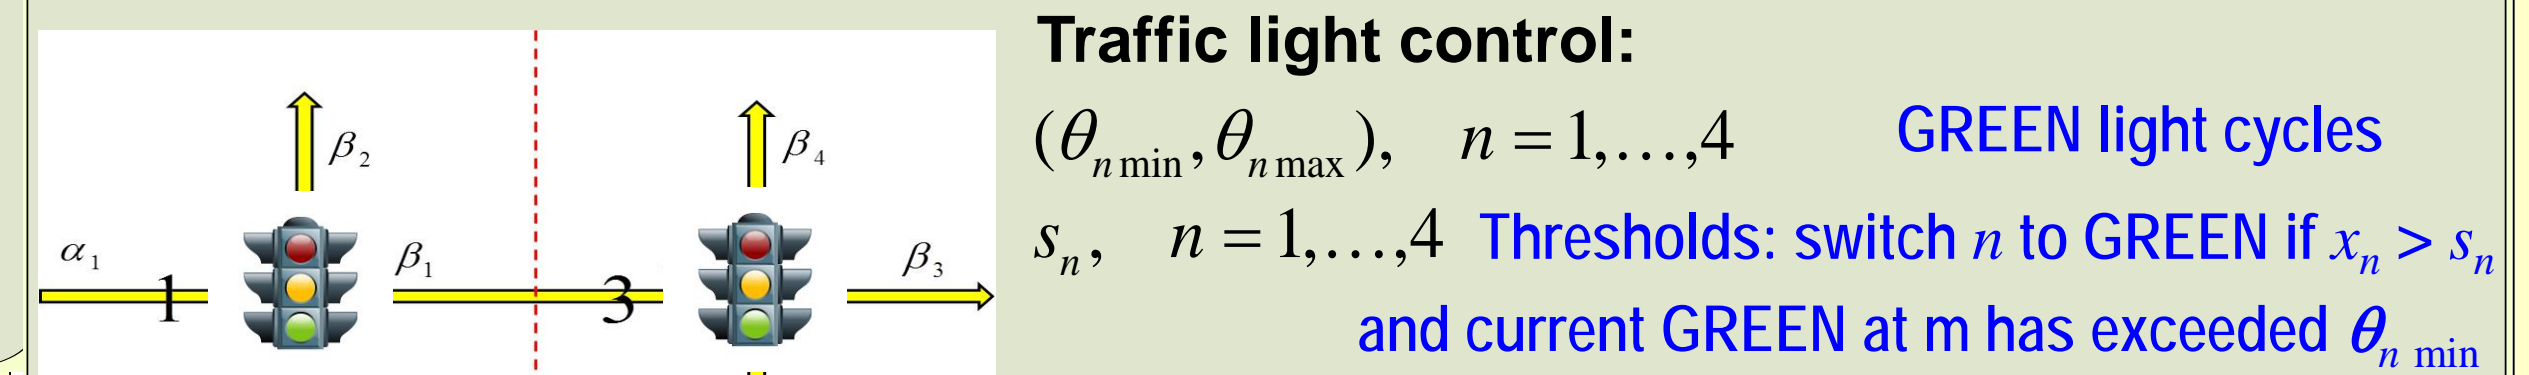 Traffic light control:
(θn min, θn max), n = 1,…,4 GREEN light cycles
sn, n = 1,…,4 Thresholds: switch n to GREEN if xn > sn
and current GREEN at m has exceeded θn min
β2
β4
α1
β1
β3
1
3